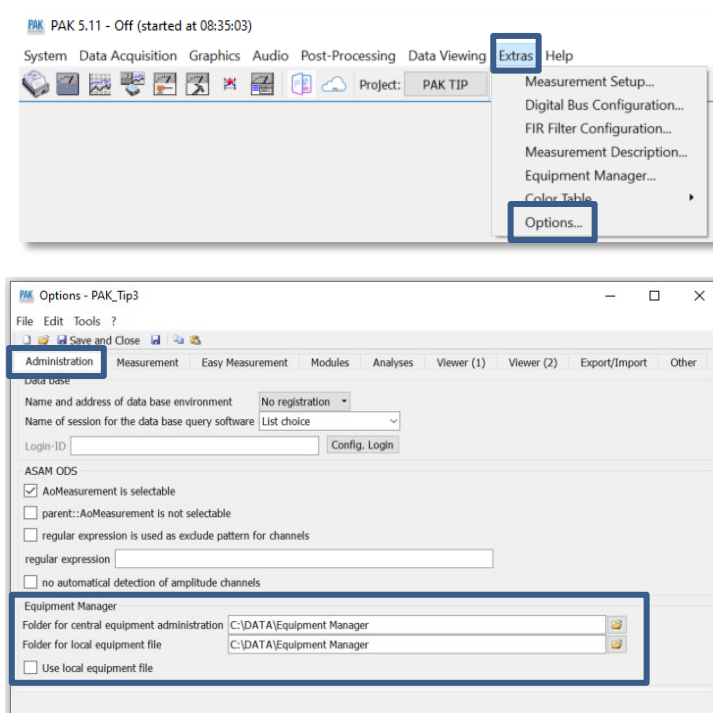 PAK PAK 5.11 - Off (started at 08:35:03)
System Data Acquisition Graphics Audio Post-Processing Data Viewing Extras Help
Project: PAK TIP
Measurement Setup...
Digital Bus Configuration...
FIR Filter Configuration...
Measurement Description...
Equipment Manager...
Color Table
Options...
PAK Options - PAK_Tip3
File Edit Tools ?
Save and Close
Administration Measurement Easy Measurement Modules Analyses Viewer (1) Viewer (2) Export/Import Other
Data base
Name and address of data base environment No registration
Name of session for the data base query software List choice
Login-ID Config. Login
ASAM ODS
AoMeasurement is selectable
parent::AoMeasurement is not selectable
regular expression is used as exclude pattern for channels
regular expression
no automatical detection of amplitude channels
Equipment Manager
Folder for central equipment administration C:\DATA\Equipment Manager
Folder for local equipment file C:\DATA\Equipment Manager
Use local equipment file